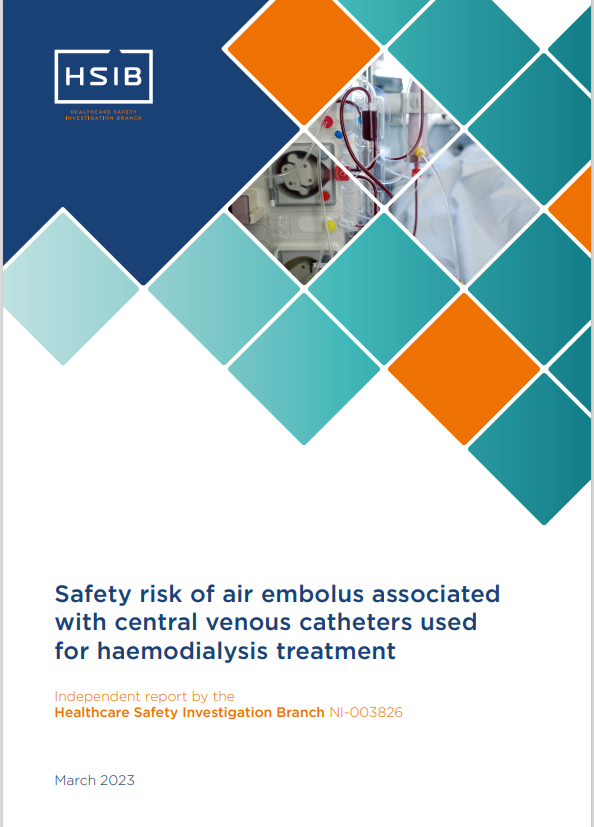 HSIB
HEALTHCARE SAFETY
INVESTIGATION BRANCH
Safety risk of air embolus associated
with central venous catheters used
for haemodialysis treatment
Independent report by the
Healthcare Safety Investigation Branch NI-003826
March 2023